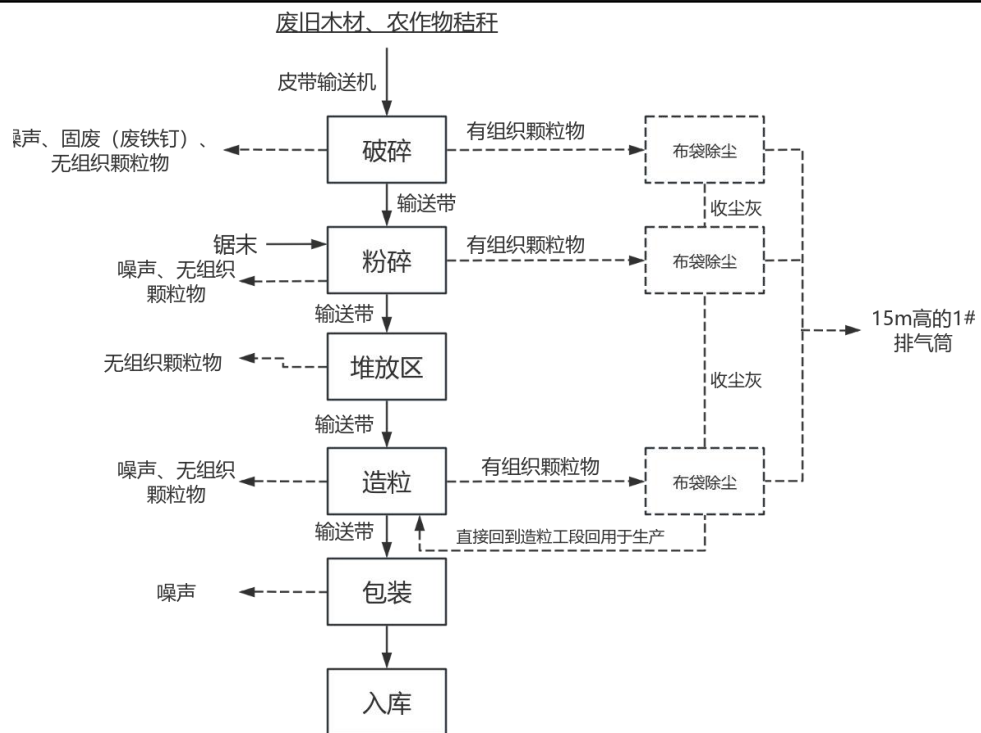 废旧木材、农作物秸秆
皮带输送机
噪声、固废（废铁钉）、
无组织颗粒物
破碎
有组织颗粒物
布袋除尘
输送带
收尘灰
锯末
粉碎
有组织颗粒物
布袋除尘
噪声、无组织
颗粒物
输送带
15m高的1#
排气筒
无组织颗粒物
堆放区
收尘灰
输送带
噪声、无组织
颗粒物
造粒
有组织颗粒物
布袋除尘
输送带
直接回到造粒工段回用于生产
噪声
包装
入库